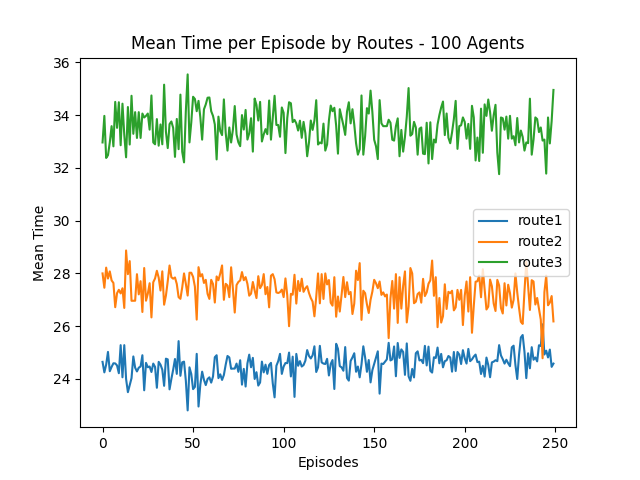 Mean Time per Episode by Routes - 100 Agents
36
34
32
30
28
26
24
Mean Time
route1
route2
route3
0 50 100 150 200 250
Episodes